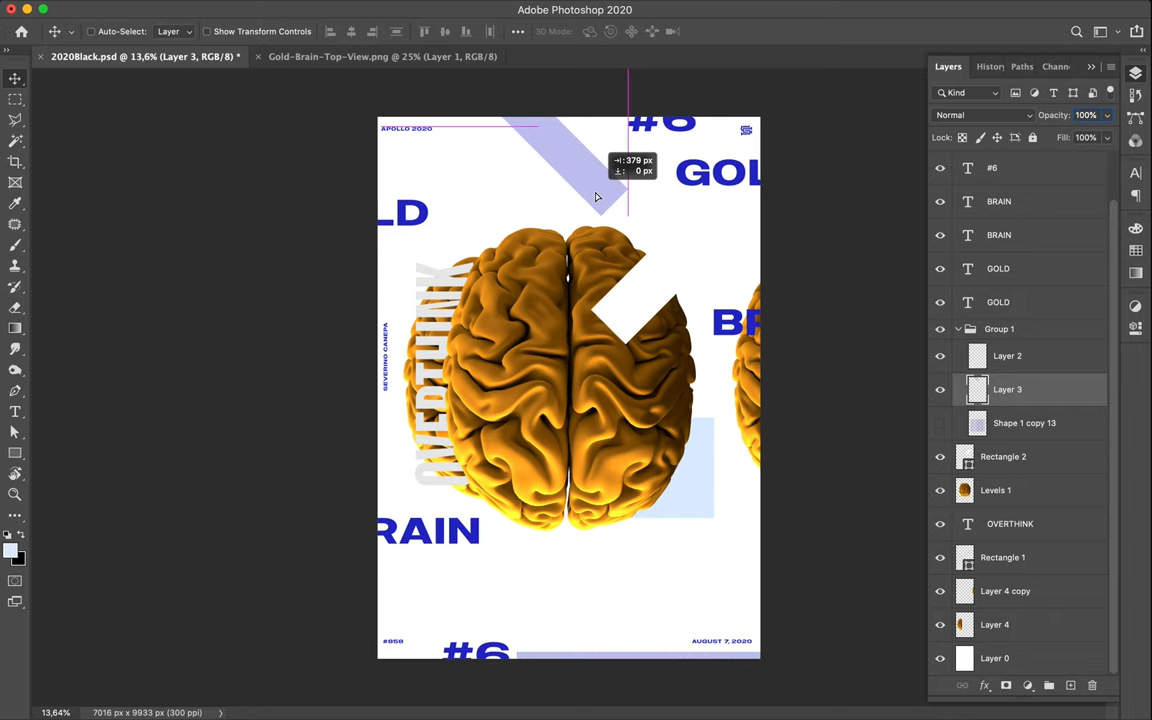 Adobe Photoshop 2020
Auto-Select: Layer Show Transform Controls 3D Mode:
2020Black.psd @ 13,6% (Layer 3, RGB/8) *
Gold-Brain-Top-View.png @ 25% (Layer 1, RGB/8)
Layers History Paths Chann
Kind
Normal Opacity: 100%
Lock: Fill: 100%
#6
BRAIN
BRAIN
GOLD
GOLD
Group 1
Layer 2
Layer 3
Shape 1 copy 13
Rectangle 2
Levels 1
OVERTHINK
Rectangle 1
Layer 4 copy
Layer 4
Layer 0
APOLLO 2020
#6
379 px
0 px
GOL
LD
OVERTHINK
SEVERINO CANEPA
BR
RAIN
#858
#6
AUGUST 7, 2020
13,64% 7016 px x 9933 px (300 ppi)